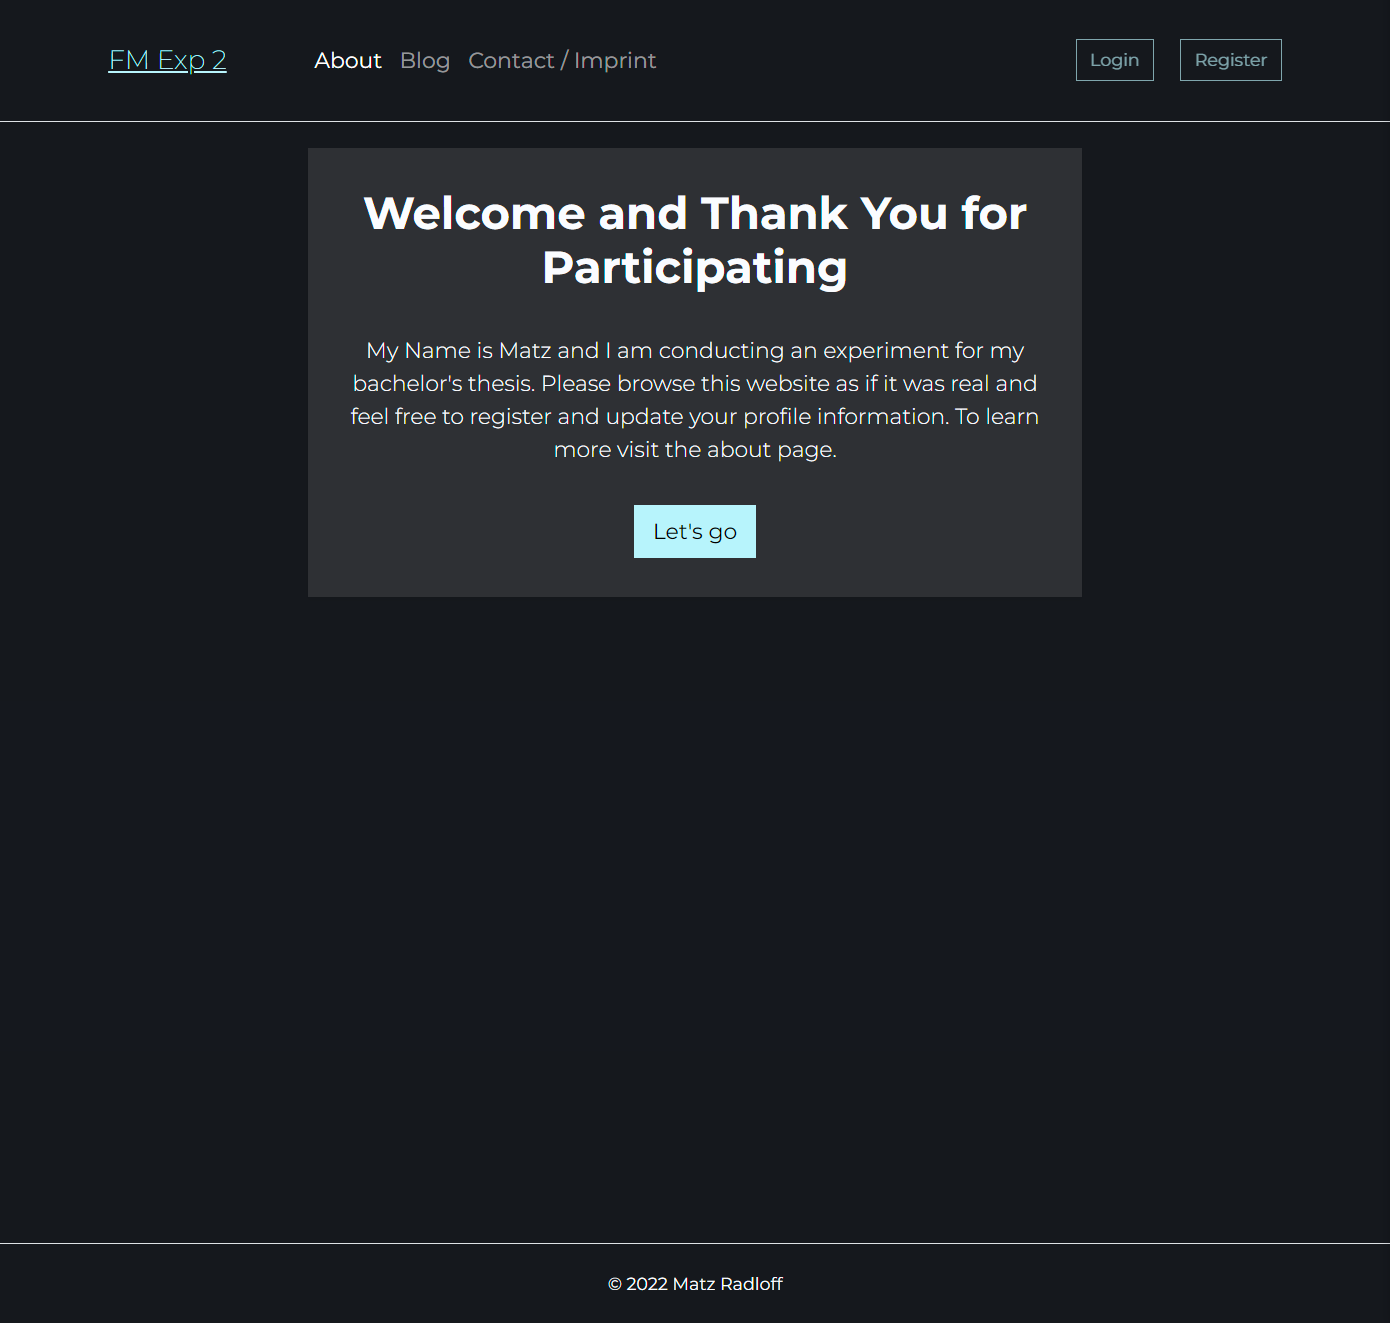 FM Exp 2
About Blog Contact / Imprint
Login Register
Welcome and Thank You for
Participating
My Name is Matz and I am conducting an experiment for my
bachelor's thesis. Please browse this website as if it was real and
feel free to register and update your profile information. To learn
more visit the about page.
Let's go
© 2022 Matz Radloff